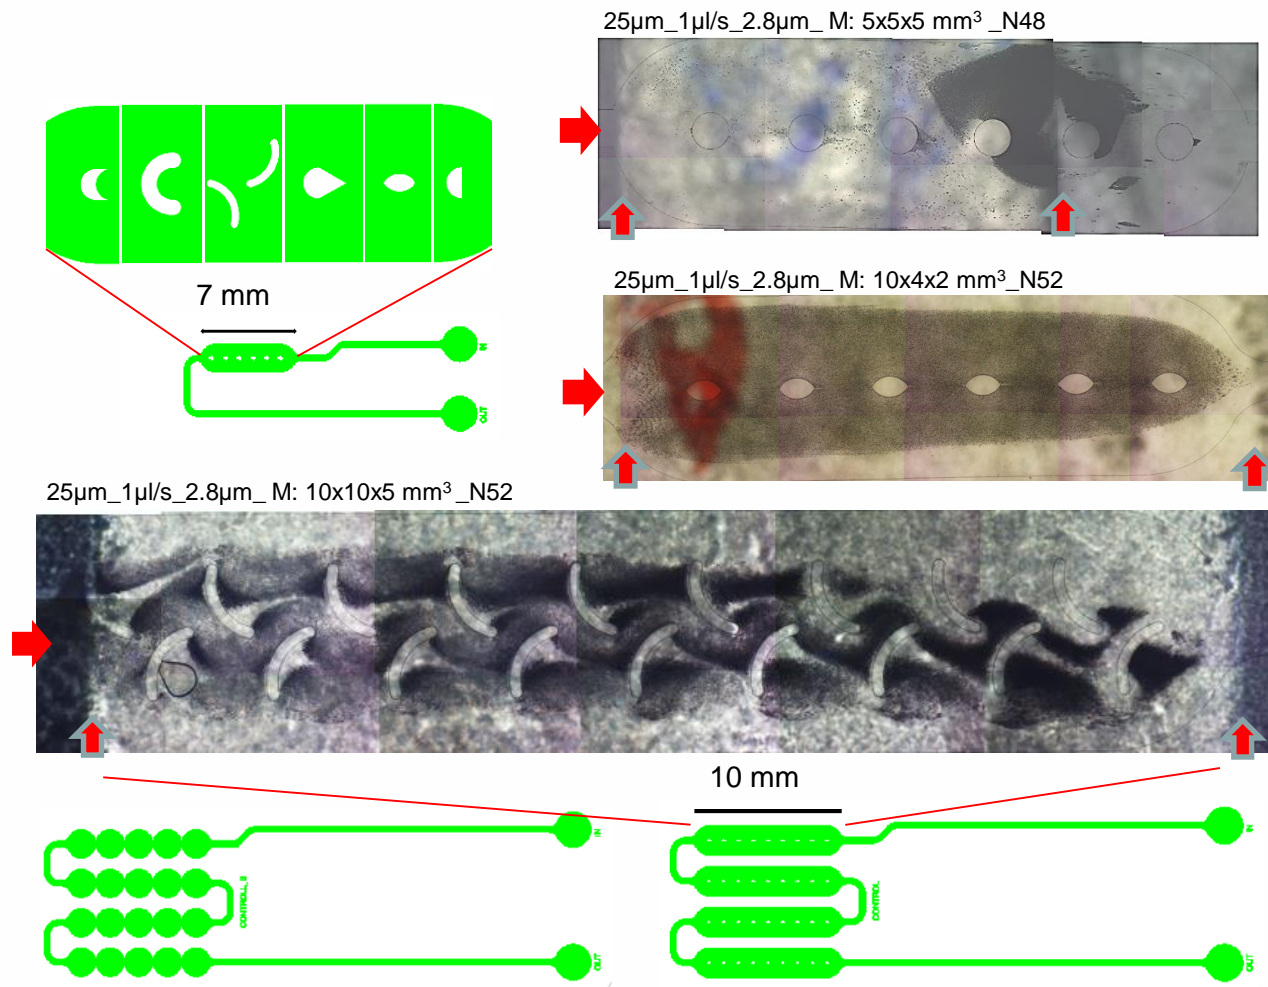 25µm_1µl/s_2.8µm_ M: 5x5x5 mm³ _N48
7 mm
IN
OUT
25µm_1µl/s_2.8µm_ M: 10x4x2 mm³_N52
25µm_1µl/s_2.8µm_ M: 10x10x5 mm³ _N52
10 mm
IN
CONTROLL_II
OUT
IN
CONTROL
OUT